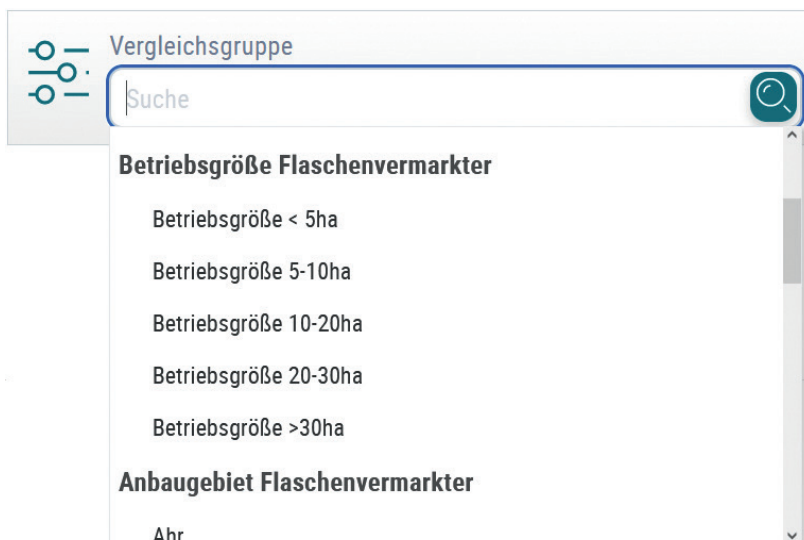 Vergleichsgruppe
Suche
Betriebsgröße Flaschenvermarkter
Betriebsgröße < 5ha
Betriebsgröße 5-10ha
Betriebsgröße 10-20ha
Betriebsgröße 20-30ha
Betriebsgröße >30ha
Anbaugebiet Flaschenvermarkter
Ahr